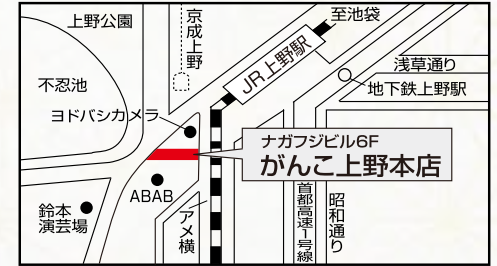 上野公園
京成上野
至池袋
JR上野駅
浅草通り
地下鉄上野駅
不忍池
ヨドバシカメラ
ナガフジビル6F
がんこ上野本店
ABAB
鈴本
演芸場
アメ横
首都高速1号線
昭和通り